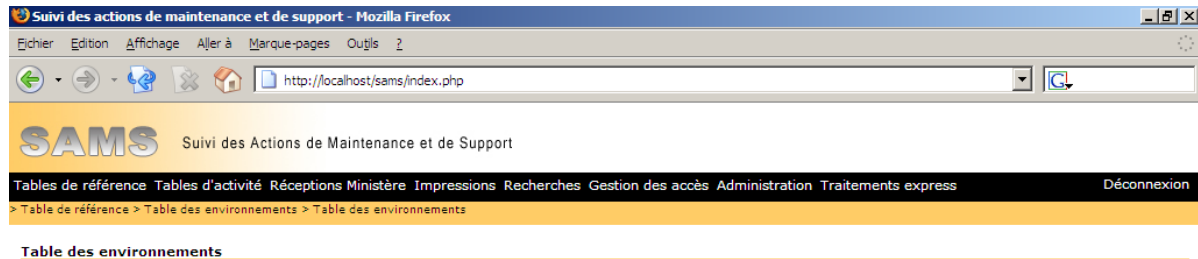 Suivi des actions de maintenance et de support - Mozilla Firefox
Fichier Edition Affichage Aller à Marque-pages Outils ?
http://localhost/sams/index.php
G
SAMS Suivi des Actions de Maintenance et de Support
Tables de référence Tables d'activité Réceptions Ministère Impressions Recherches Gestion des accès Administration Traitements express Déconnexion
> Table de référence > Table des environnements > Table des environnements
Table des environnements